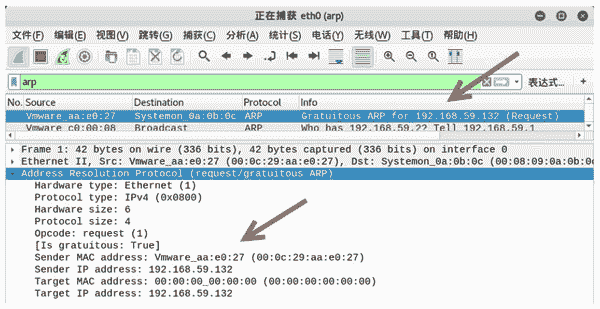 正在捕获 eth0 (arp)
文件(F) 编辑(E) 视图(V) 跳转(G) 捕获(C) 分析(A) 统计(S) 电话(Y) 无线(W) 工具(T) 帮助(H)
arp 表达式… +
No. Source Destination Protocol Info
Vmware_aa:e0:27 Systemon_0a:0b:0c ARP Gratuitous ARP for 192.168.59.132 (Request)
Vmware_c0:00:08 Broadcast ARP Who has 192.168.59.2? Tell 192.168.59.1
Frame 1: 42 bytes on wire (336 bits), 42 bytes captured (336 bits) on interface 0
Ethernet II, Src: Vmware_aa:e0:27 (00:0c:29:aa:e0:27), Dst: Systemon_0a:0b:0c (00:08:09:0a:0b:0
Address Resolution Protocol (request/gratuitous ARP)
Hardware type: Ethernet (1)
Protocol type: IPv4 (0x0800)
Hardware size: 6
Protocol size: 4
Opcode: request (1)
[Is gratuitous: True]
Sender MAC address: Vmware_aa:e0:27 (00:0c:29:aa:e0:27)
Sender IP address: 192.168.59.132
Target MAC address: 00:00:00_00:00:00 (00:00:00:00:00:00)
Target IP address: 192.168.59.132